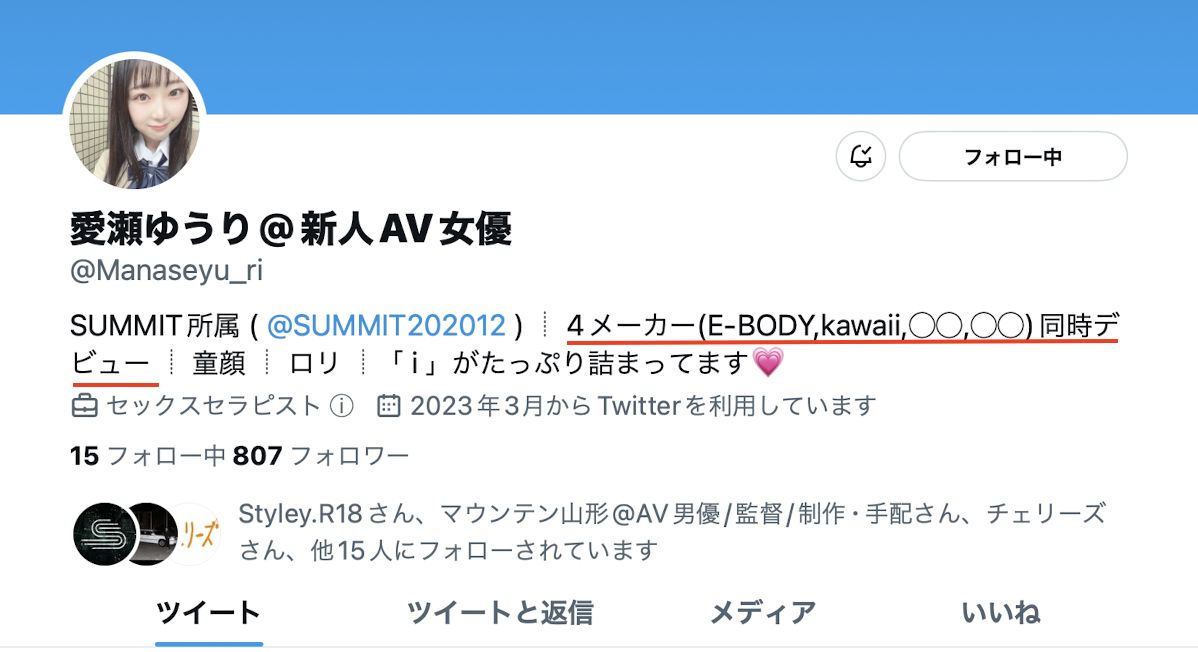 フォロー中
愛瀬ゆうり@新人AV女優
@Manaseyu_ri
SUMMIT所属 ( @SUMMIT202012 ) ┊ 4メーカー(E-BODY,kawaii,◯◯,◯◯) 同時デ
ビュー ┊ 童顔 ┊ ロリ ┊ 「 i 」がたっぷり詰まってます💗
セックスセラピスト ⓘ 2023年3月からTwitterを利用しています
15 フォロー中 807 フォロワー
Styley.R18さん、マウンテン山形@AV男優/監督/制作・手配さん、チェリーズ
さん、他15人にフォローされています
リーズ
ツイート ツイートと返信 メディア いいね